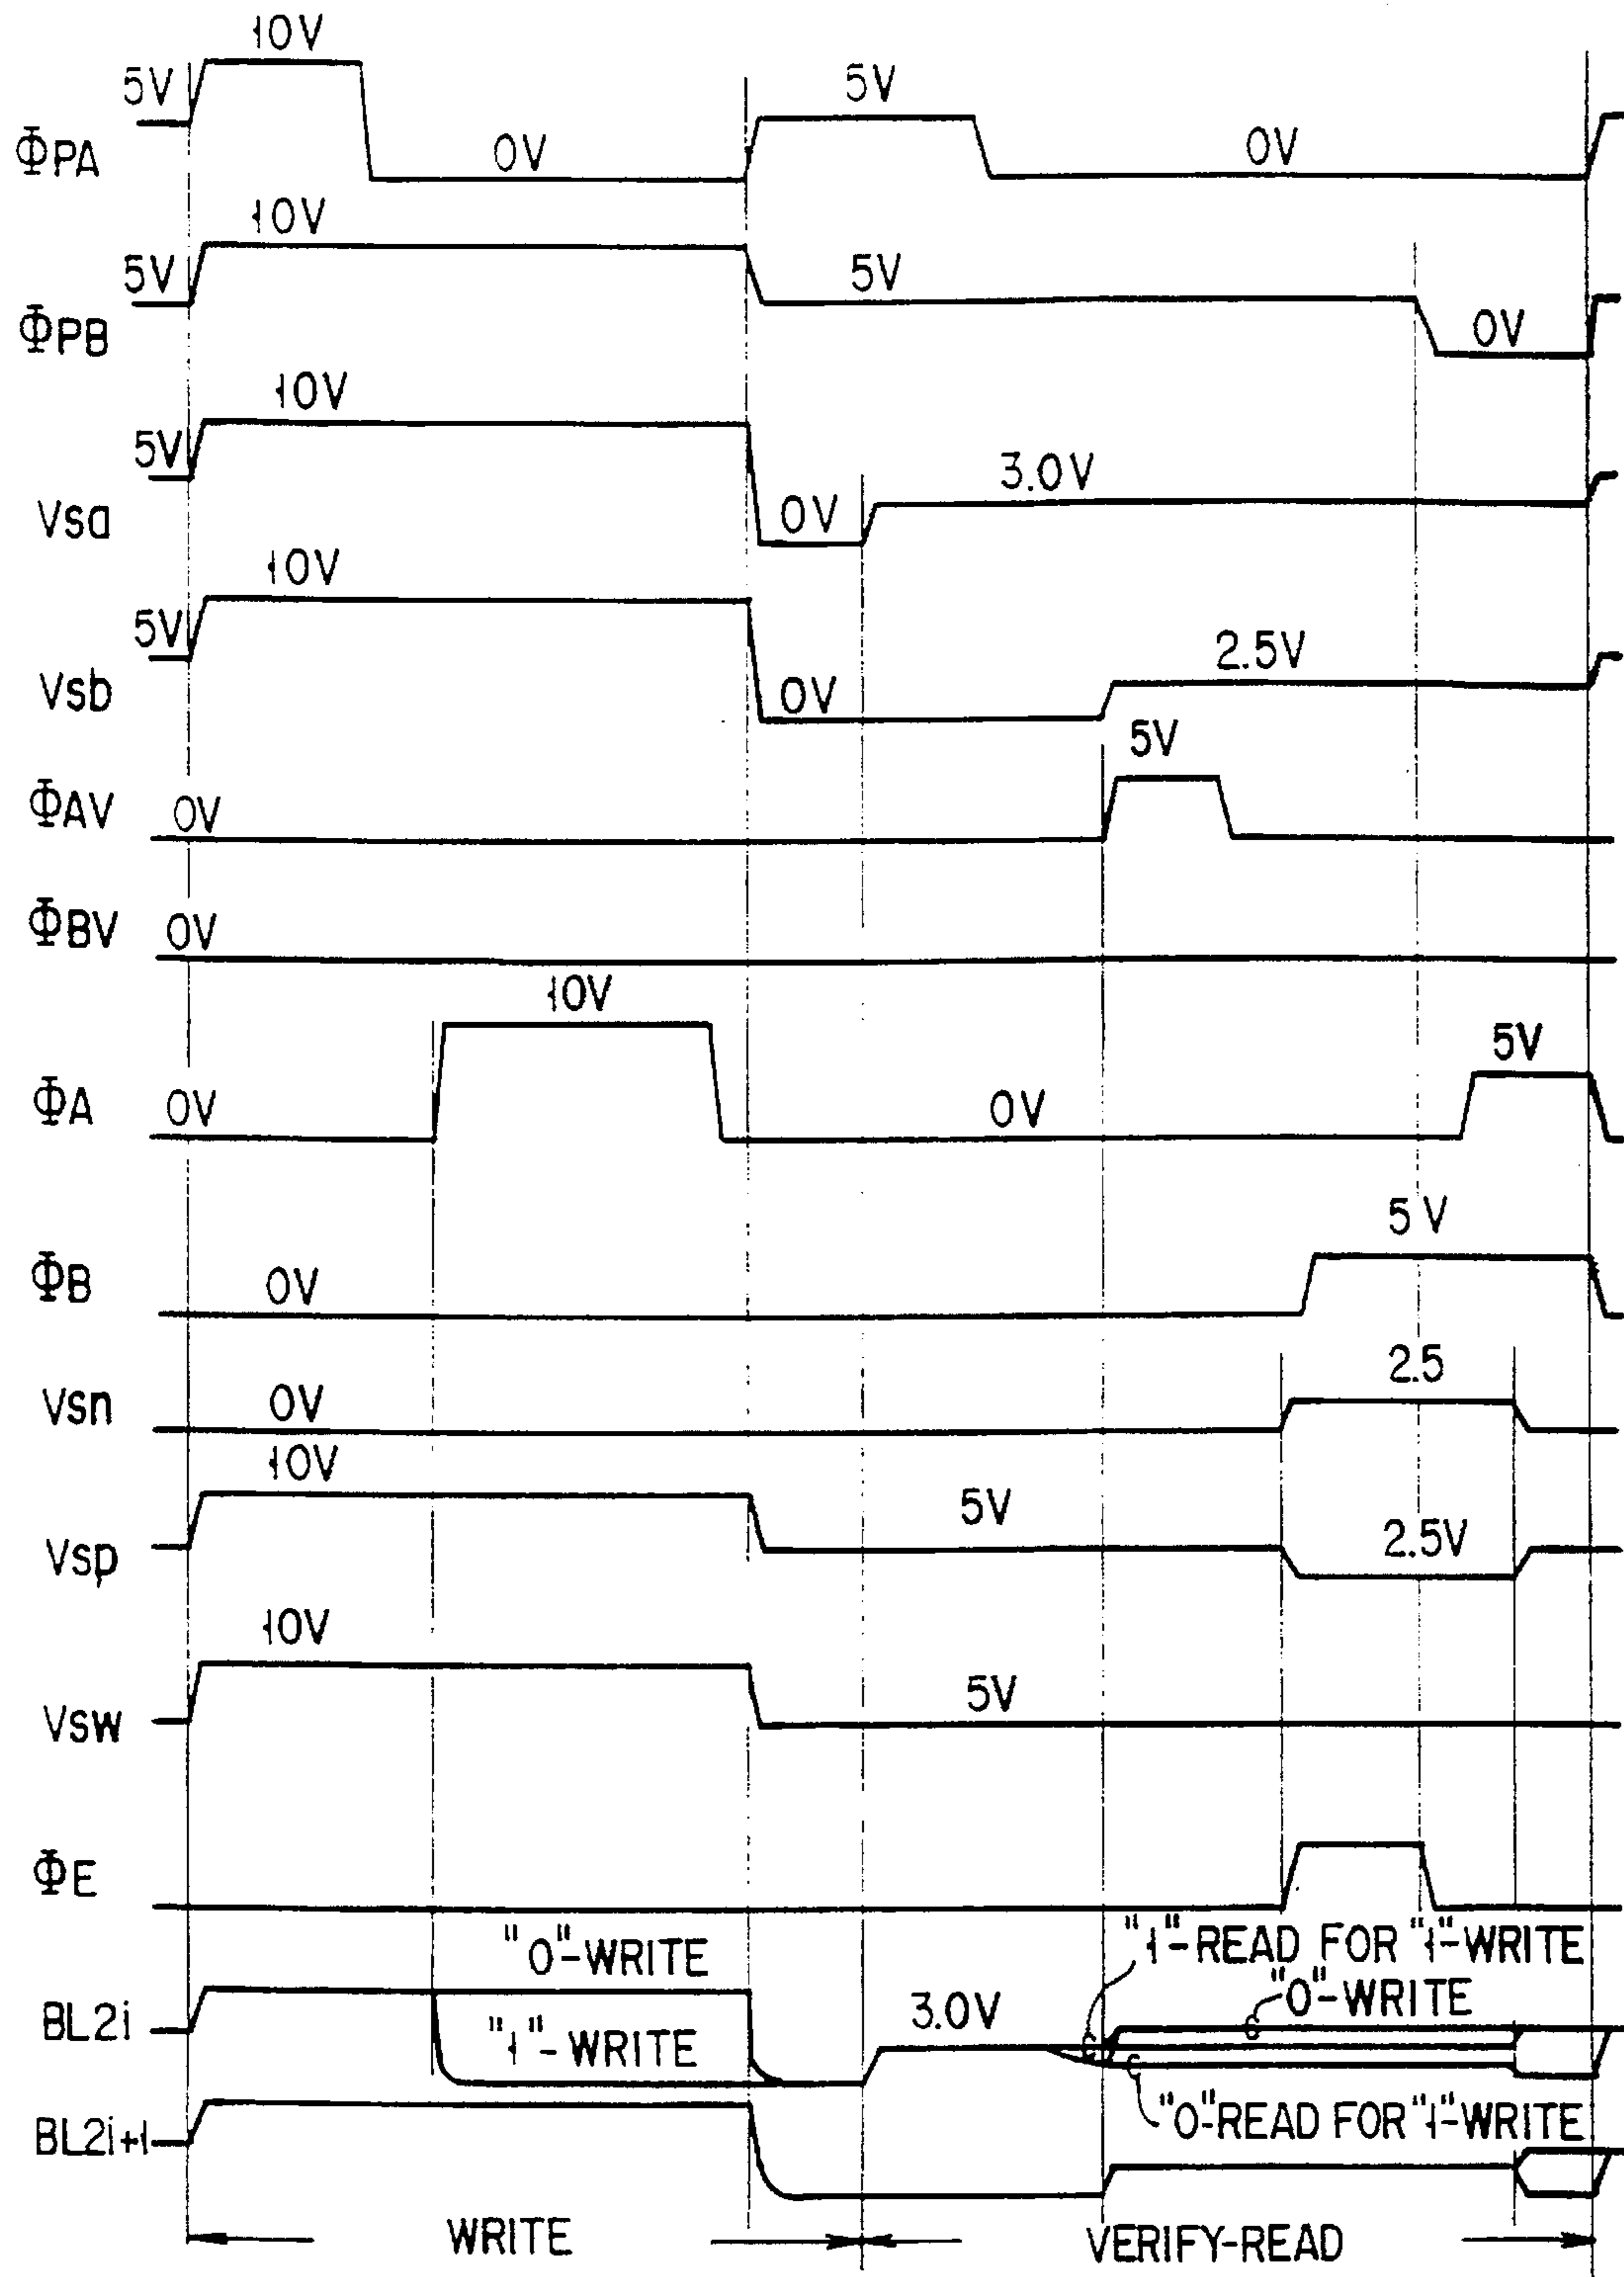 10V
5V 5V
ΦPA 0V 0V
10V
5V 5V
ΦPB 0V
10V
5V 3.0V
Vsa 0V
10V
5V 2.5V
Vsb 0V
5V
ΦAV 0V
ΦBV 0V
10V
5V
ΦA 0V 0V
5V
ΦB 0V
2.5
Vsn 0V
10V
5V
Vsp 2.5V
10V
Vsw 5V
ΦE
"1"-READ FOR "1"-WRITE
"0"-WRITE
"0"-WRITE
BL2i 3.0V
"1"-WRITE
"0"-READ FOR "1"-WRITE
BL2i+1
WRITE VERIFY-READ